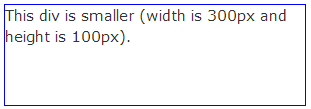 This div is smaller (width is 300px and
height is 100px).